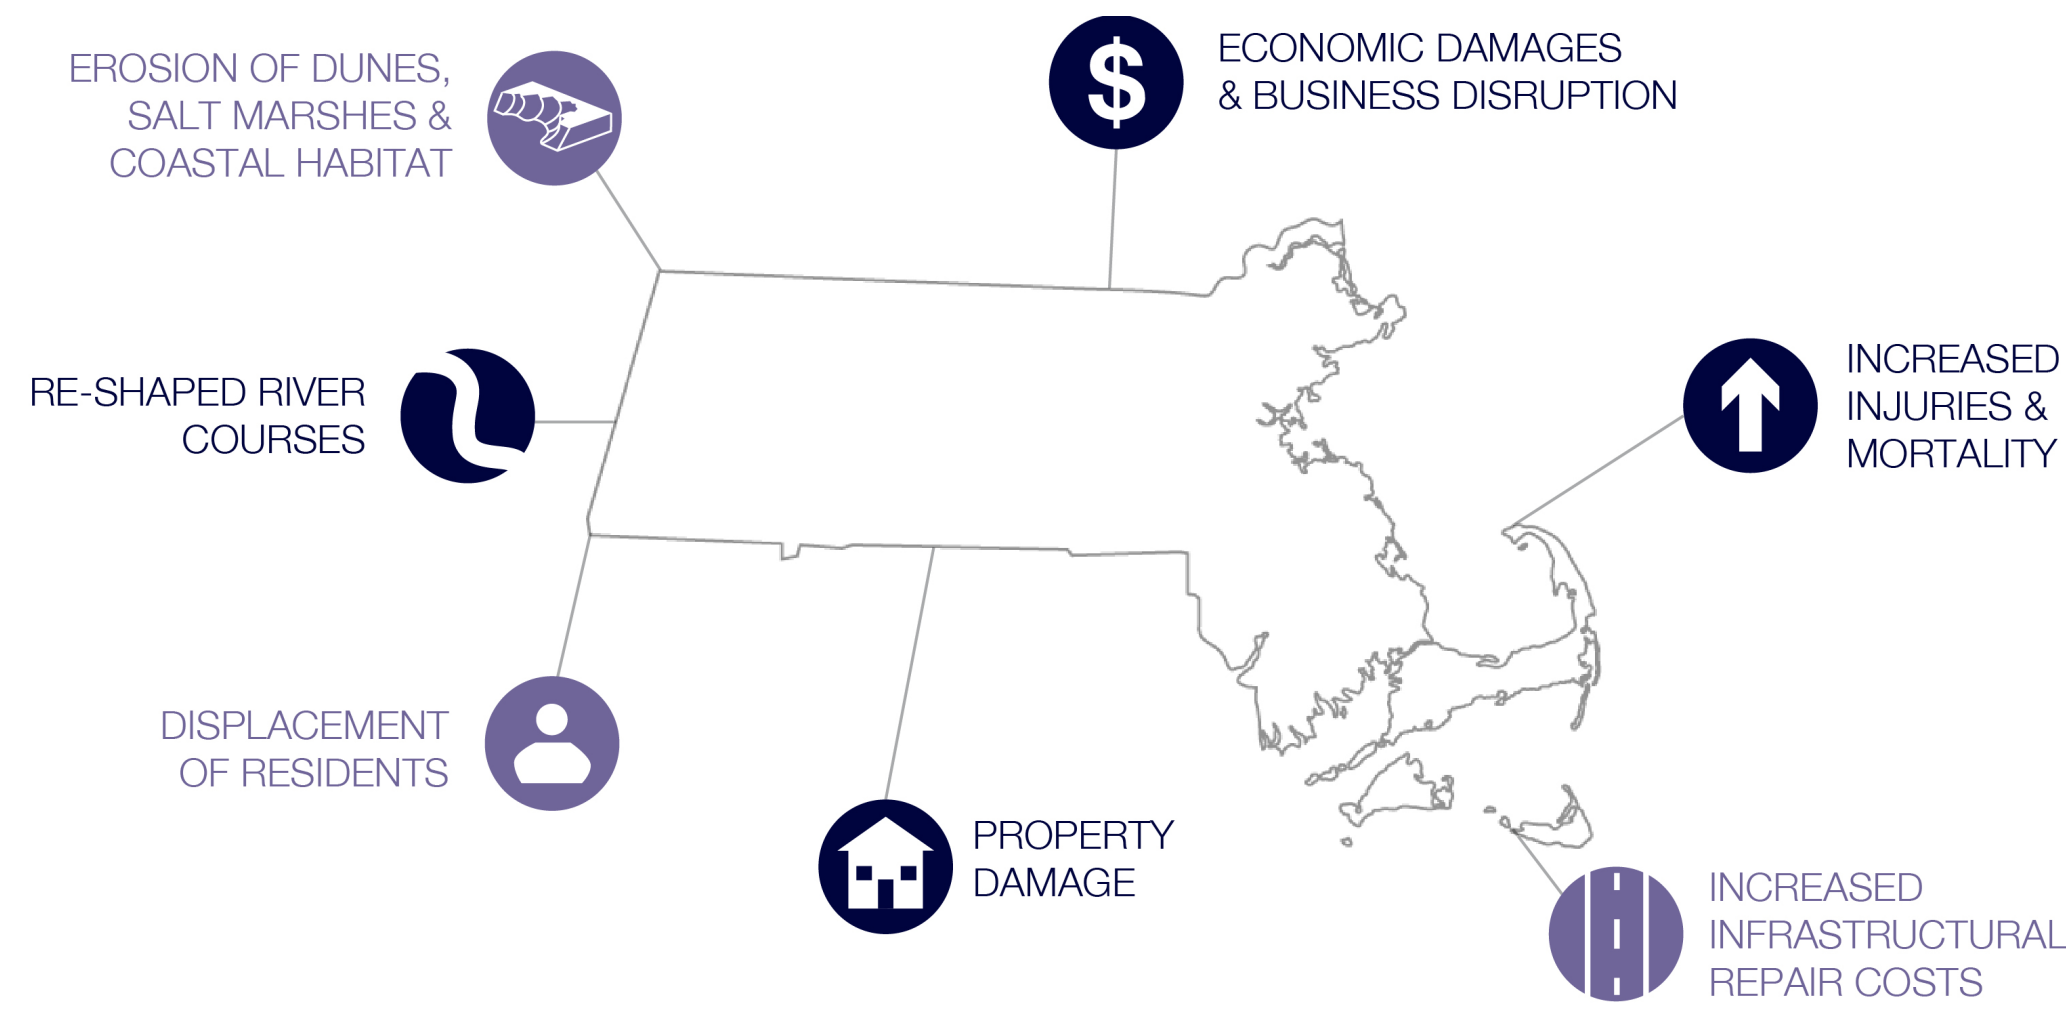 EROSION OF DUNES,
SALT MARSHES &
COASTAL HABITAT
ECONOMIC DAMAGES
& BUSINESS DISRUPTION
RE-SHAPED RIVER
COURSES
INCREASED
INJURIES &
MORTALITY
DISPLACEMENT
OF RESIDENTS
PROPERTY
DAMAGE
INCREASED
INFRASTRUCTURAL
REPAIR COSTS